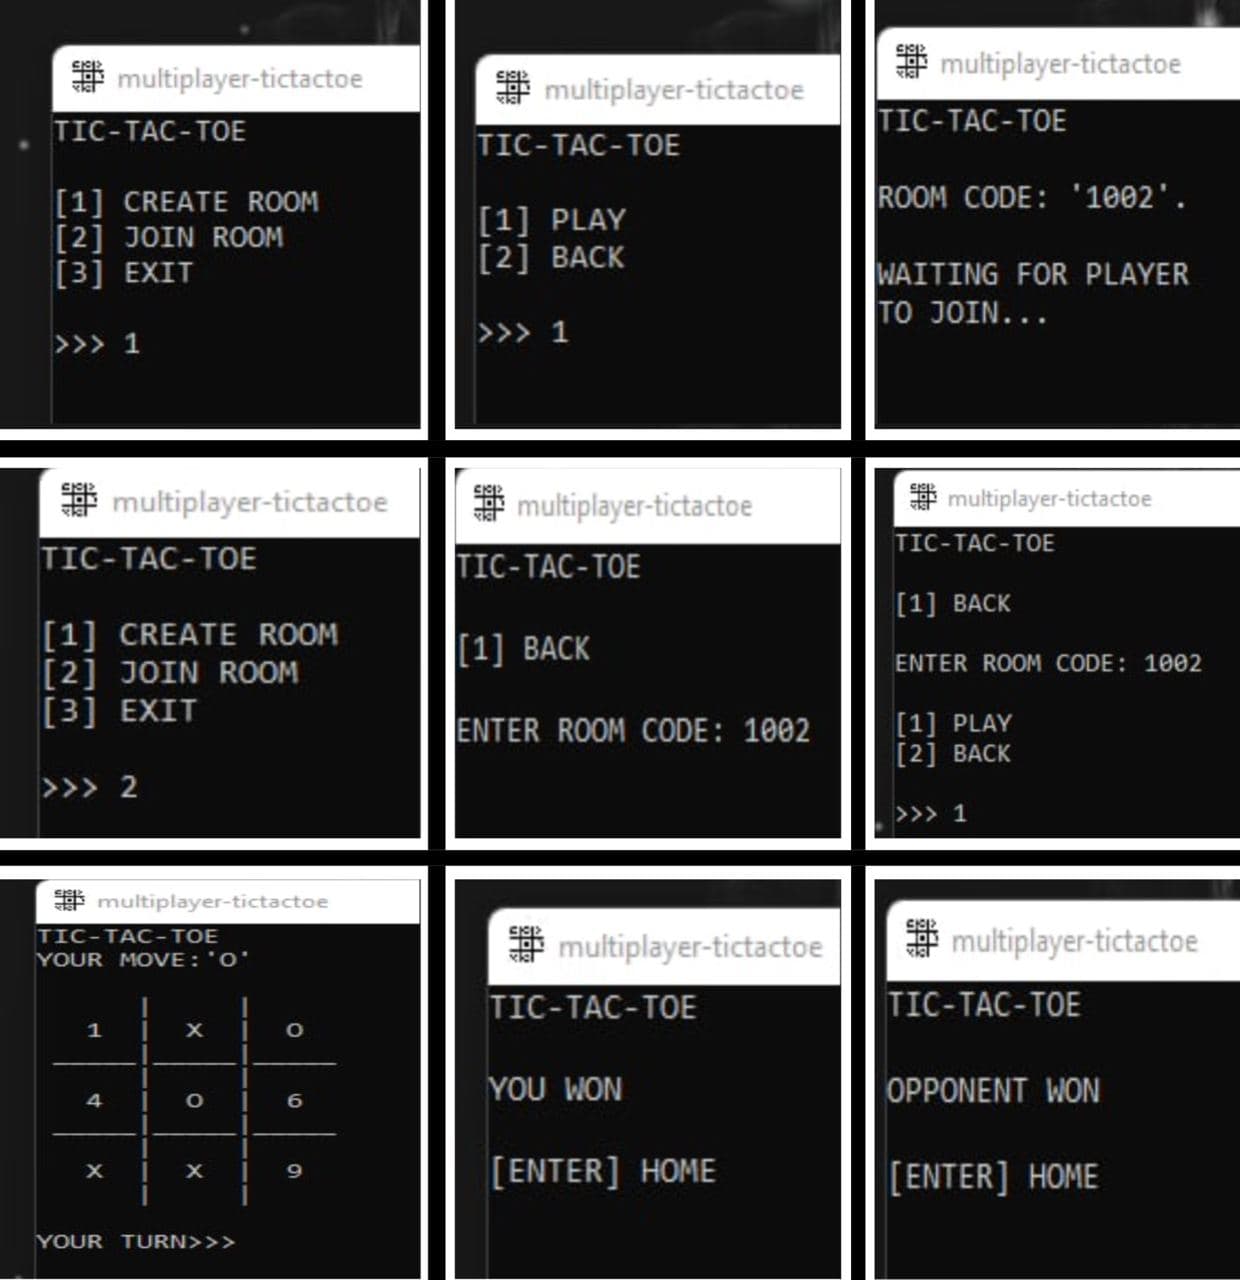 multiplayer-tictactoe
TIC-TAC-TOE
[1] CREATE ROOM
[2] JOIN ROOM
[3] EXIT
>>> 1
multiplayer-tictactoe
TIC-TAC-TOE
[1] PLAY
[2] BACK
>>> 1
multiplayer-tictactoe
TIC-TAC-TOE
ROOM CODE: '1002'.
WAITING FOR PLAYER
TO JOIN...
multiplayer-tictactoe
TIC-TAC-TOE
[1] CREATE ROOM
[2] JOIN ROOM
[3] EXIT
>>> 2
multiplayer-tictactoe
TIC-TAC-TOE
[1] BACK
ENTER ROOM CODE: 1002
multiplayer-tictactoe
TIC-TAC-TOE
[1] BACK
ENTER ROOM CODE: 1002
[1] PLAY
[2] BACK
>>> 1
multiplayer-tictactoe
TIC-TAC-TOE
YOUR MOVE:'O'
1 | X | O
4 | O | 6
X | X | 9
YOUR TURN>>>
multiplayer-tictactoe
TIC-TAC-TOE
YOU WON
[ENTER] HOME
multiplayer-tictactoe
TIC-TAC-TOE
OPPONENT WON
[ENTER] HOME